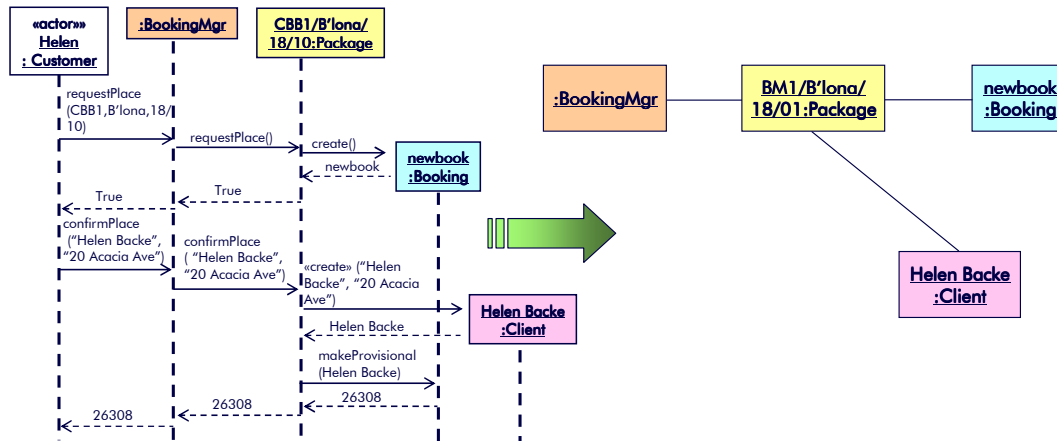 «actor»»
Helen
: Customer
:BookingMgr
CBB1/B'lona/
18/10:Package
requestPlace
(CBB1,B'lona,18/
10)
requestPlace()
create()
newbook
newbook
:Booking
True
True
confirmPlace
("Helen Backe",
"20 Acacia Ave")
confirmPlace
( "Helen Backe",
"20 Acacia Ave")
«create» ("Helen
Backe", "20 Acacia
Ave")
Helen Backe
Helen Backe
:Client
makeProvisional
(Helen Backe)
26308
26308
26308
:BookingMgr
BM1/B'lona/
18/01:Package
newbook
:Booking
Helen Backe
:Client